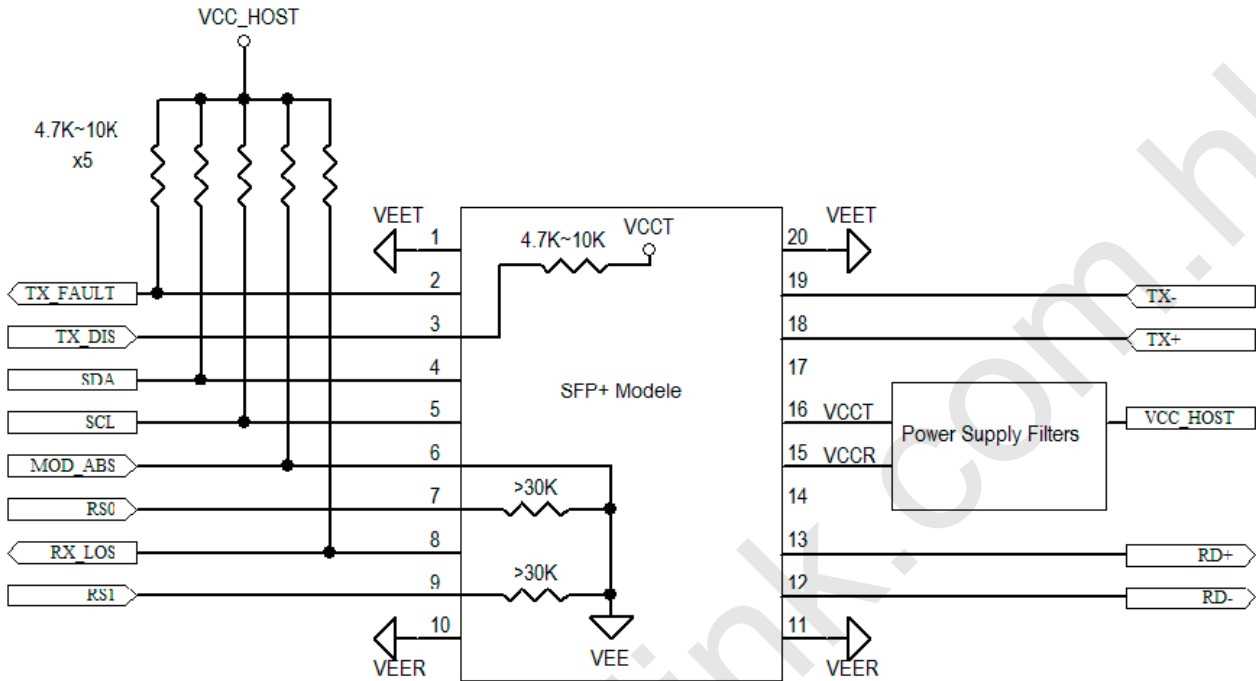 VCC_HOST
4.7K~10K
x5
VEET
1
TX_FAULT
2
TX_DIS
3
SDA
4
SCL
5
MOD_ABS
6
RS0
7
RX_LOS
8
RS1
9
10
VEER
4.7K~10K
VCCT
SFP+ Modele
>30K
>30K
VEE
VEET
20
19
TX-
18
TX+
17
16
VCCT
15
VCCR
Power Supply Filters
VCC_HOST
14
13
RD+
12
RD-
11
VEER
ink.com.h